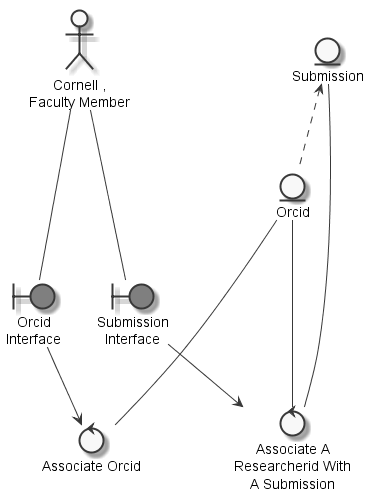 Cornell ,
Faculty Member
Submission
Orcid
Orcid
Interface
Submission
Interface
Associate Orcid
Associate A
Researcherid With
A Submission